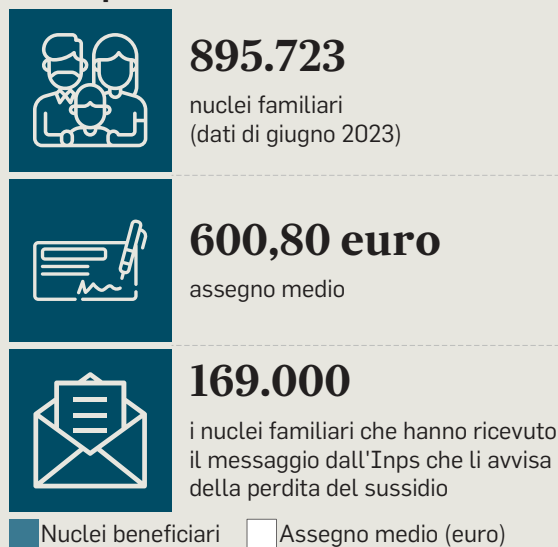 895.723
nuclei familiari
(dati di giugno 2023)
600,80 euro
assegno medio
169.000
i nuclei familiari che hanno ricevuto
il messaggio dall'Inps che li avvisa
della perdita del sussidio
Nuclei beneficiari Assegno medio (euro)